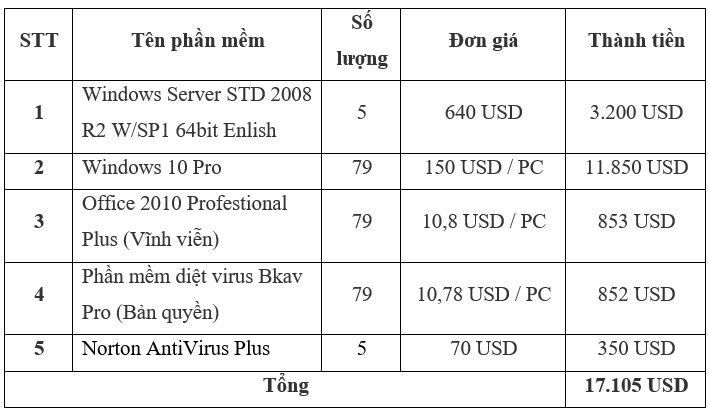 STT Tên phần mềm Số lượng Đơn giá Thành tiền
1 Windows Server STD 2008 R2 W/SP1 64bit Enlish 5 640 USD 3.200 USD
2 Windows 10 Pro 79 150 USD / PC 11.850 USD
3 Office 2010 Profestional Plus (Vĩnh viễn) 79 10,8 USD / PC 853 USD
4 Phần mềm diệt virus Bkav Pro (Bản quyền) 79 10,78 USD / PC 852 USD
5 Norton AntiVirus Plus 5 70 USD 350 USD
Tổng 17.105 USD